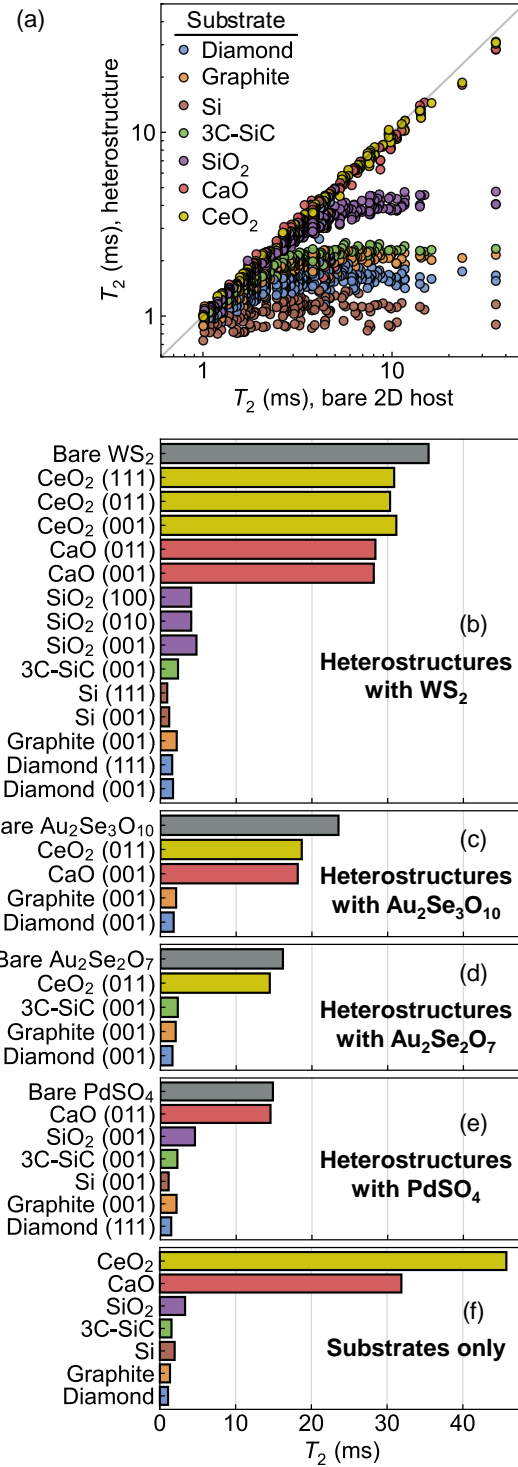 (a)
Substrate
Diamond
Graphite
Si
3C-SiC
SiO₂
CaO
CeO₂
T₂ (ms), heterostructure
10
1
1
10
T₂ (ms), bare 2D host
Bare WS₂
CeO₂ (111)
CeO₂ (011)
CeO₂ (001)
CaO (011)
CaO (001)
SiO₂ (100)
SiO₂ (010)
SiO₂ (001)
3C-SiC (001)
Si (111)
Si (001)
Graphite (001)
Diamond (111)
Diamond (001)
(b)
Heterostructures
with WS₂
Bare Au₂Se₃O₁₀
CeO₂ (011)
CaO (001)
Graphite (001)
Diamond (001)
(c)
Heterostructures
with Au₂Se₃O₁₀
Bare Au₂Se₂O₇
CeO₂ (011)
3C-SiC (001)
Graphite (001)
Diamond (001)
(d)
Heterostructures
with Au₂Se₂O₇
Bare PdSO₄
CaO (011)
SiO₂ (001)
3C-SiC (001)
Si (001)
Graphite (001)
Diamond (111)
(e)
Heterostructures
with PdSO₄
CeO₂
CaO
SiO₂
3C-SiC
Si
Graphite
Diamond
(f)
Substrates only
0
20
40
T₂ (ms)